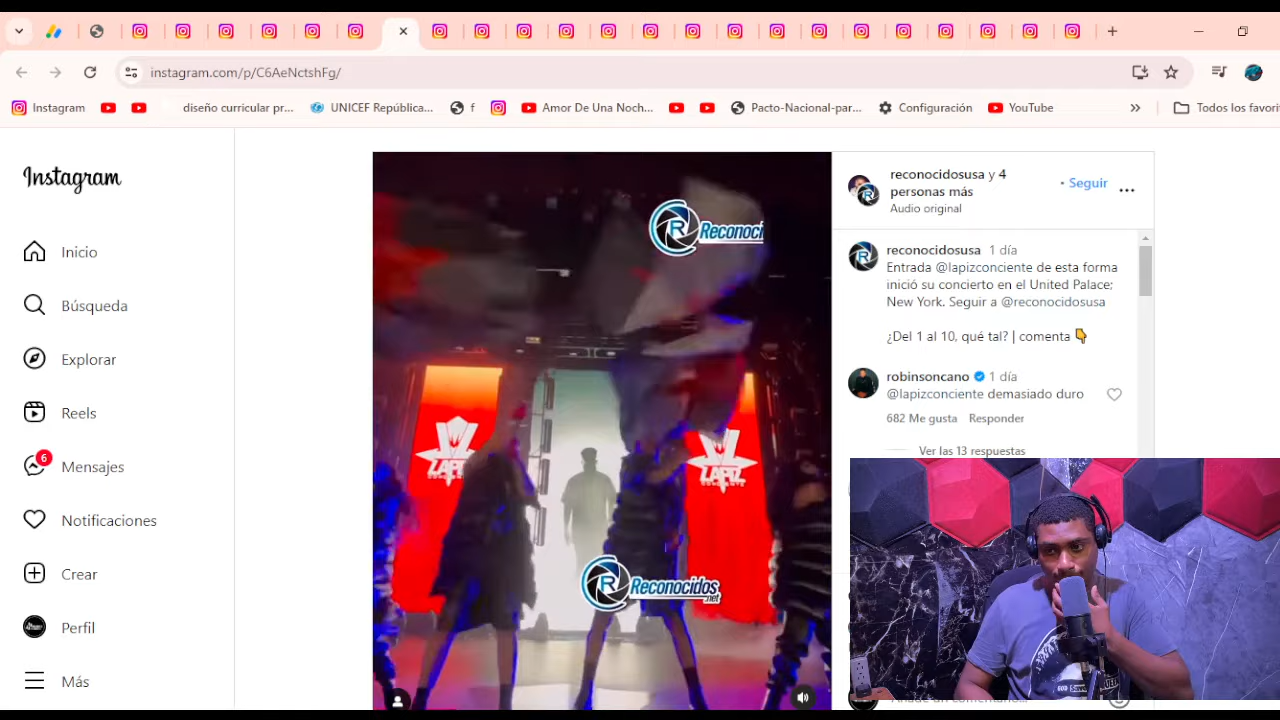 instagram.com/p/C6AeNctshFg/
Instagram
diseño curricular pr...
UNICEF Repúblic­a...
f
Amor De Una Noch...
Pacto-Nacional-par...
Configuración
YouTube
Todos los favori
Instagram
Inicio
Búsqueda
Explorar
Reels
6
Mensajes
Notificaciones
Crear
Perfil
Más
R Reconoci
LAPIZ
CONCIENTE
LAPIZ
CONCIENTE
R Reconocidos
.net
reconocidosusa y 4
personas más
Audio original
• Seguir
reconocidosusa 1 día
Entrada @lapizconciente de esta forma
inició su concierto en el United Palace;
New York. Seguir a @reconocidosusa
¿Del 1 al 10, qué tal? | comenta
robinsoncano 1 día
@lapizconciente demasiado duro
682 Me gusta Responder
Ver las 13 respuestas